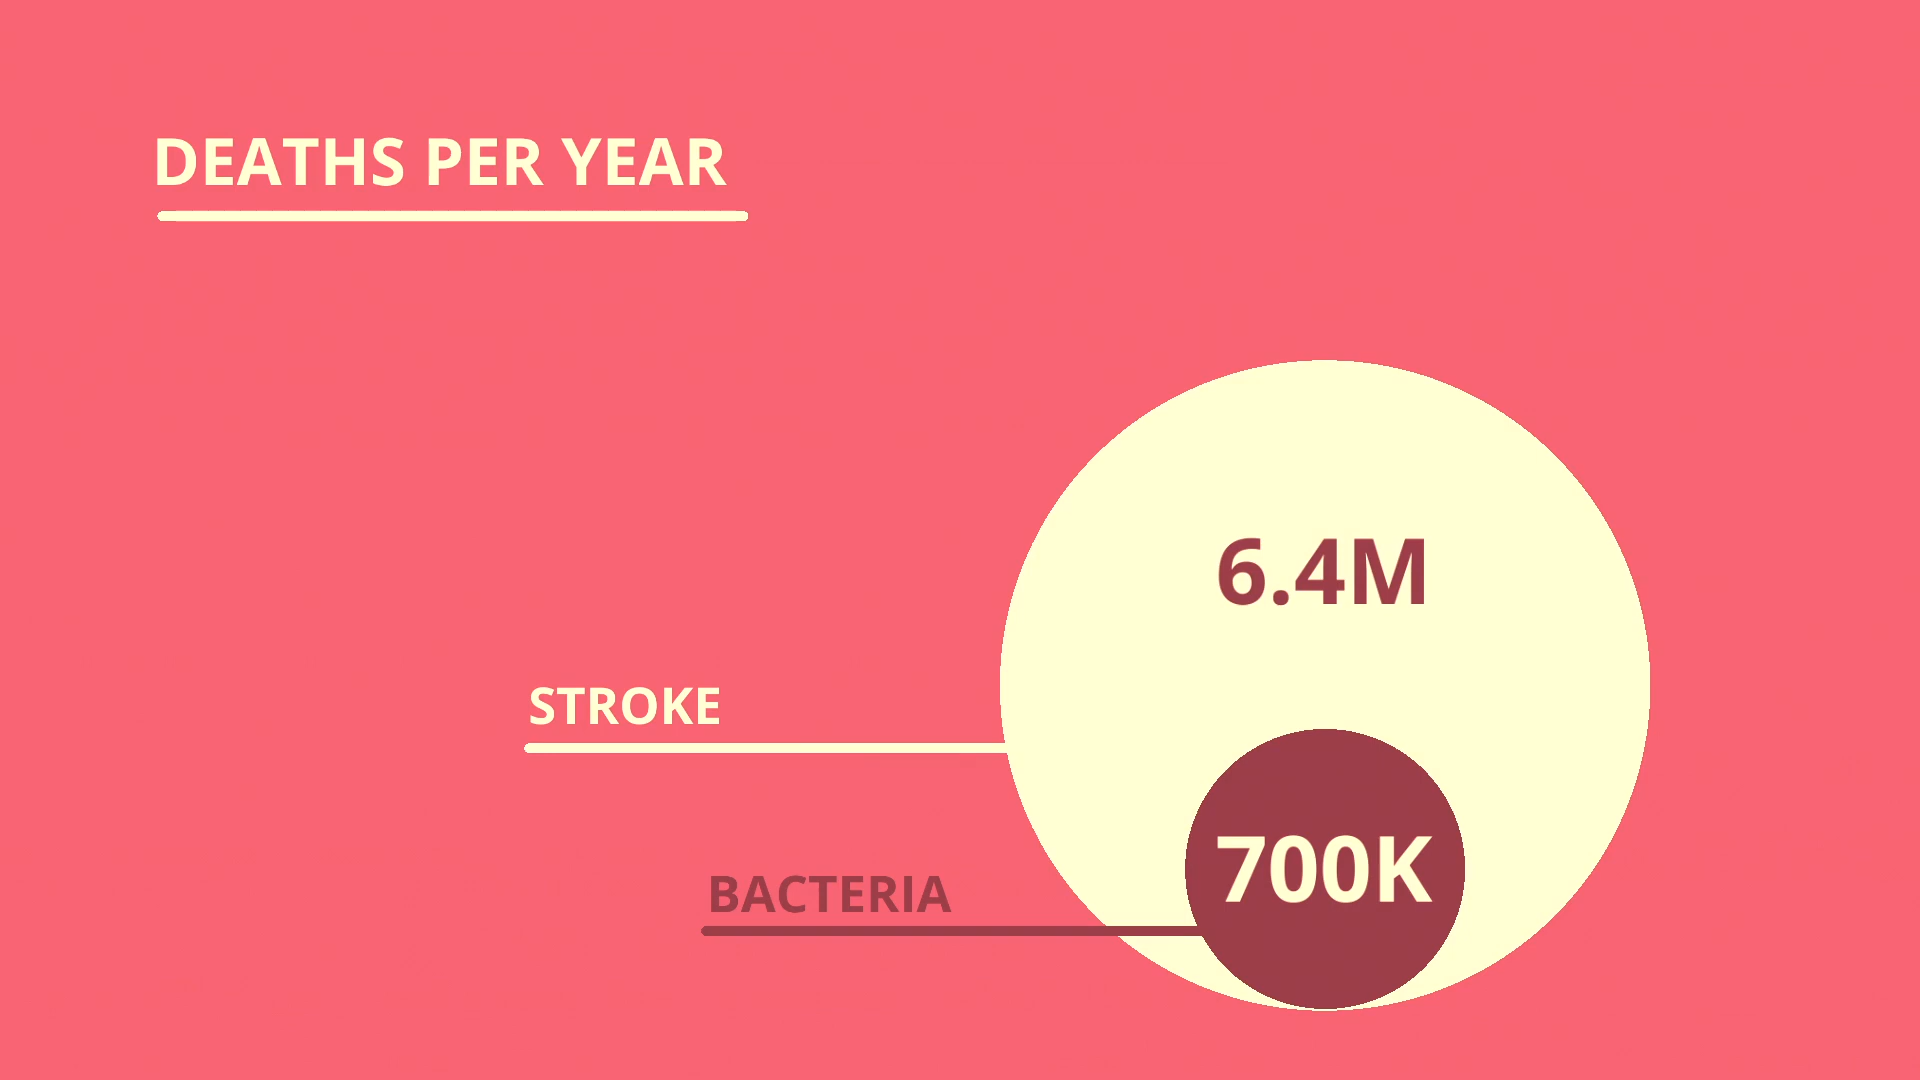 DEATHS PER YEAR
6.4M
STROKE
700K
BACTERIA